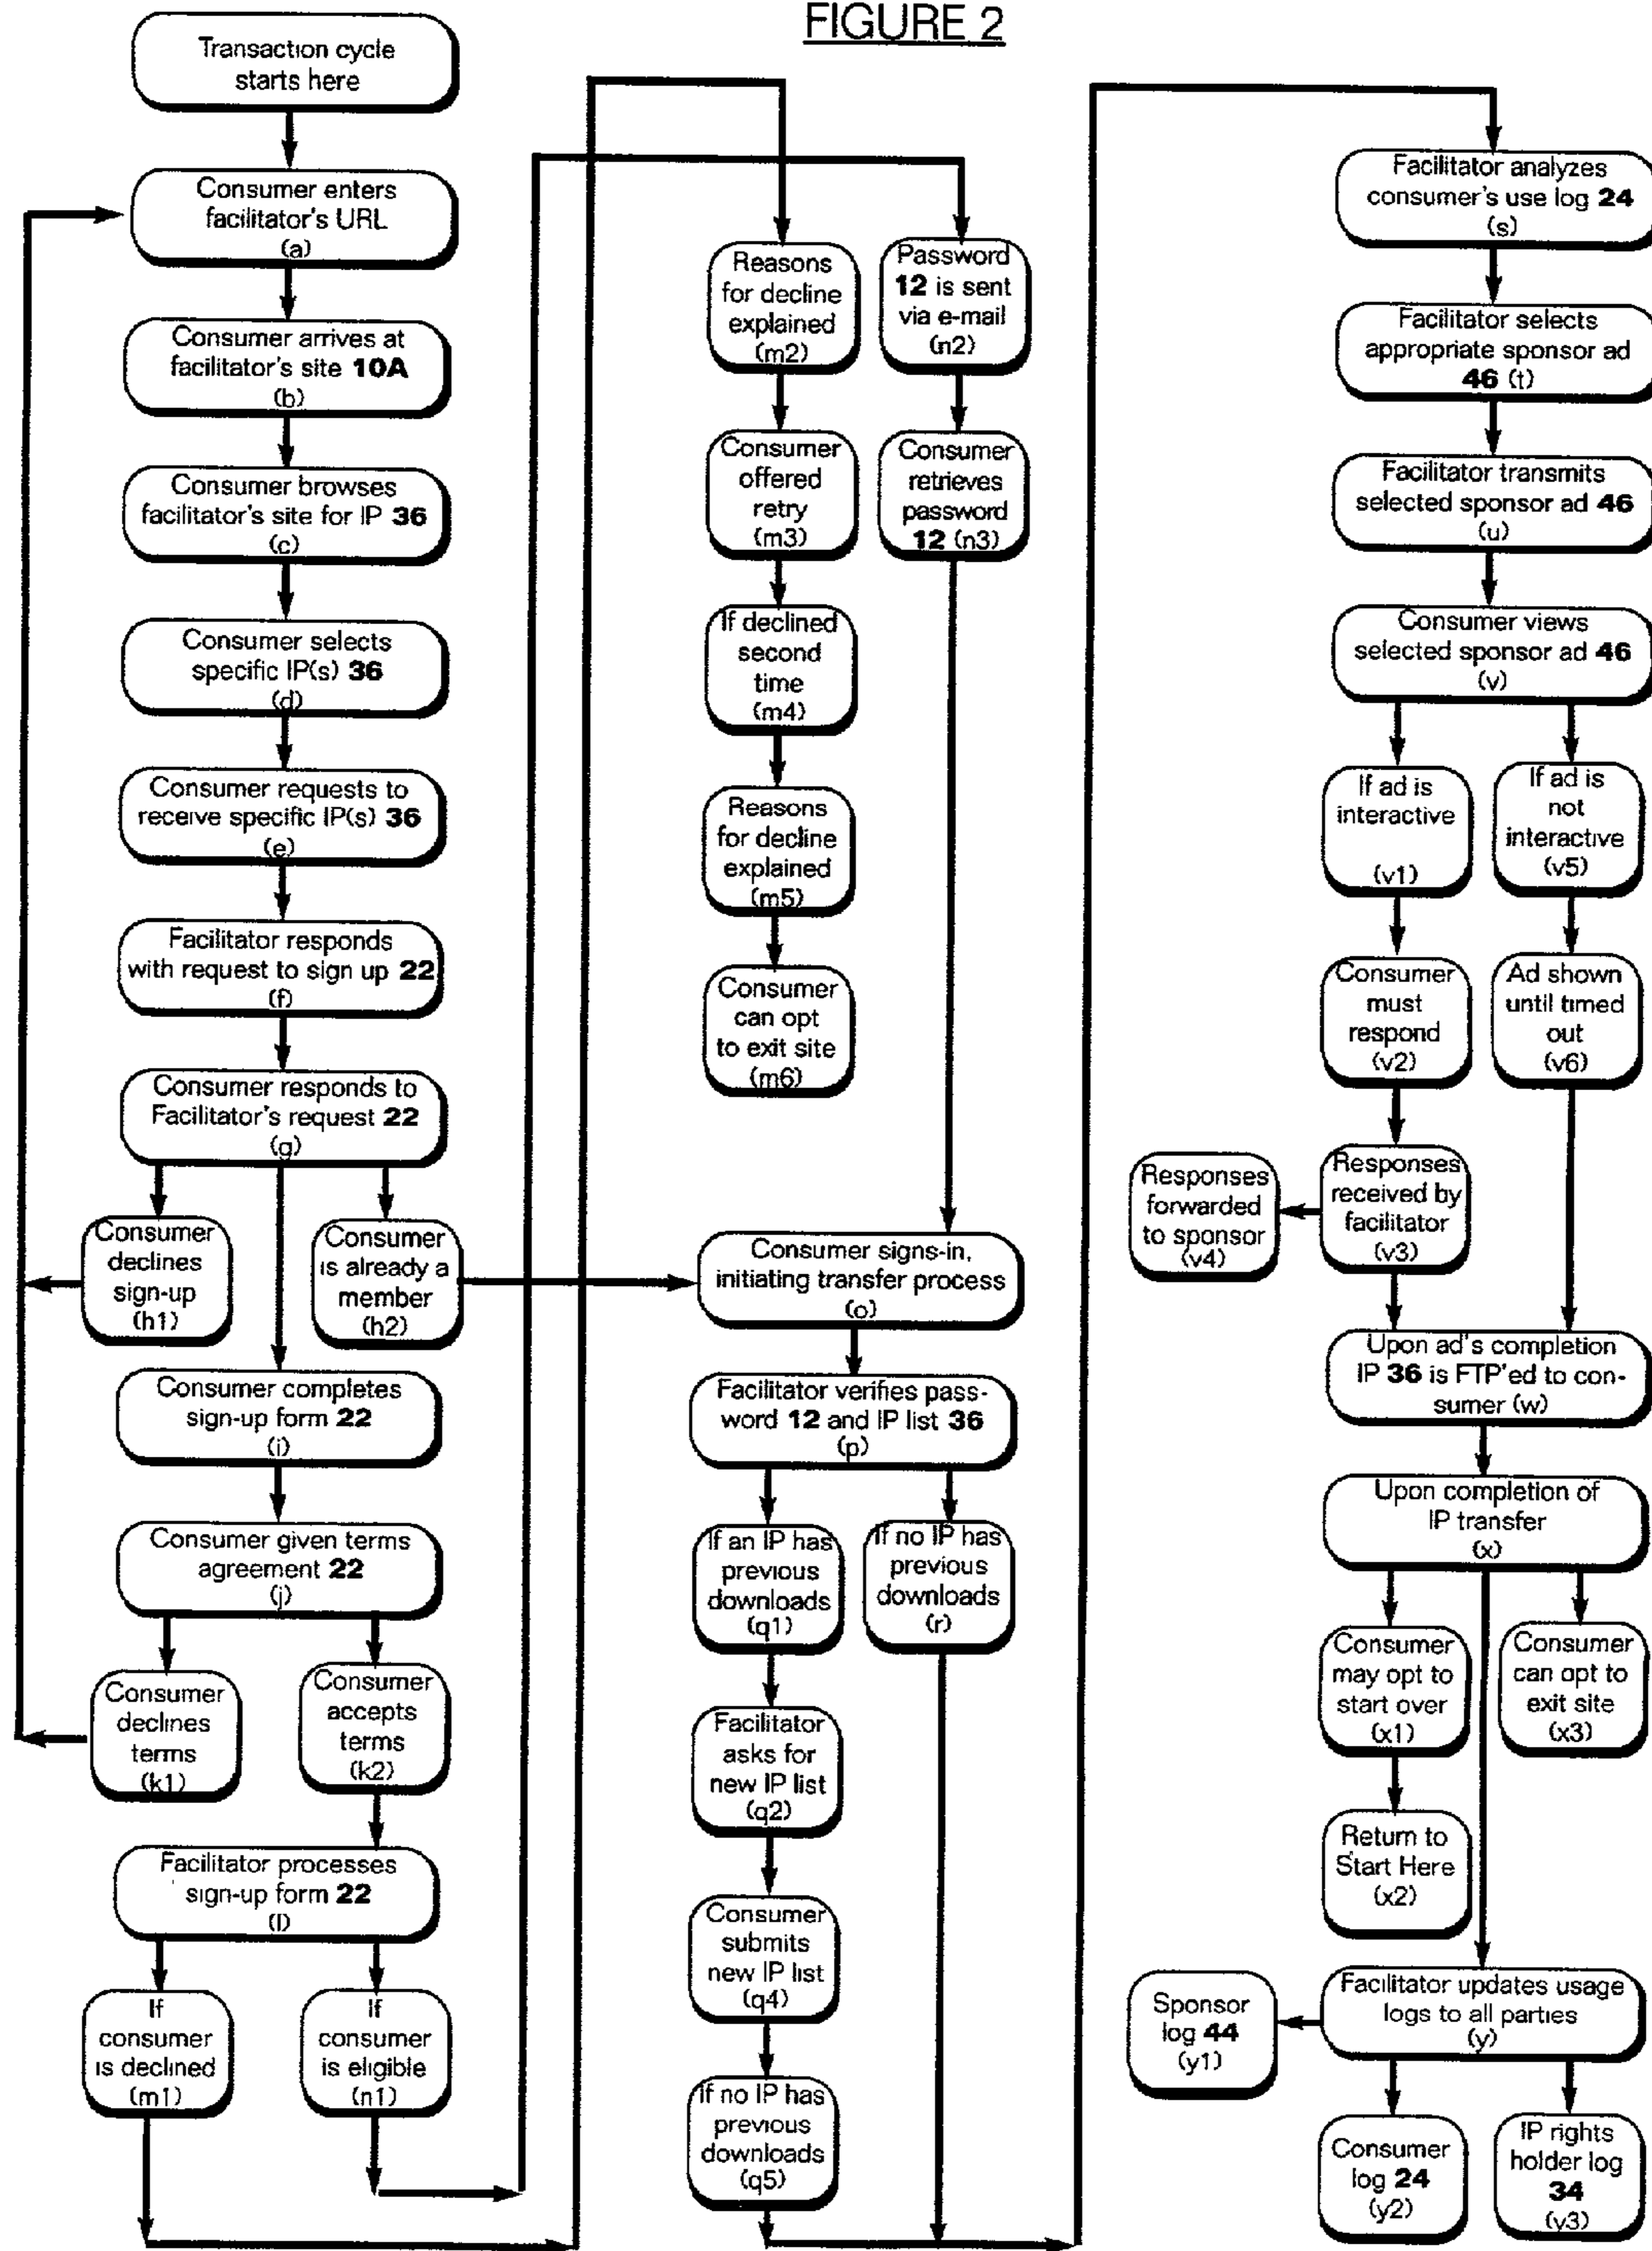 FIGURE 2
Transaction cycle
starts here
Consumer enters
facilitator's URL
(a)
Consumer arrives at
facilitator's site 10A
(b)
Consumer browses
facilitator's site for IP 36
(c)
Consumer selects
specific IP(s) 36
(d)
Consumer requests to
receive specific IP(s) 36
(e)
Facilitator responds
with request to sign up 22
(f)
Consumer responds to
Facilitator's request 22
(g)
Consumer
declines
sign-up
(h1)
Consumer
is already a
member
(h2)
Consumer completes
sign-up form 22
(i)
Consumer given terms
agreement 22
(j)
Consumer
declines
terms
(k1)
Consumer
accepts
terms
(k2)
Facilitator processes
sign-up form 22
(l)
If
consumer
is declined
(m1)
If
consumer
is eligible
(n1)
Reasons
for decline
explained
(m2)
Consumer
offered
retry
(m3)
If declined
second
time
(m4)
Reasons
for decline
explained
(m5)
Consumer
can opt
to exit site
(m6)
Password
12 is sent
via e-mail
(n2)
Consumer
retrieves
password
12 (n3)
Consumer signs-in,
initiating transfer process
(o)
Facilitator verifies pass-
word 12 and IP list 36
(p)
If an IP has
previous
downloads
(q1)
If no IP has
previous
downloads
(r)
Facilitator
asks for
new IP list
(q2)
Consumer
submits
new IP list
(q4)
If no IP has
previous
downloads
(q5)
Facilitator analyzes
consumer's use log 24
(s)
Facilitator selects
appropriate sponsor ad
46 (t)
Facilitator transmits
selected sponsor ad 46
(u)
Consumer views
selected sponsor ad 46
(v)
If ad is
interactive
(v1)
If ad is
not
interactive
(v5)
Consumer
must
respond
(v2)
Ad shown
until timed
out
(v6)
Responses
received by
facilitator
(v3)
Responses
forwarded
to sponsor
(v4)
Upon ad's completion
IP 36 is FTP'ed to con-
sumer (w)
Upon completion of
IP transfer
(x)
Consumer
may opt to
start over
(x1)
Consumer
can opt to
exit site
(x3)
Return to
Start Here
(x2)
Facilitator updates usage
logs to all parties
(y)
Sponsor
log 44
(y1)
Consumer
log 24
(y2)
IP rights
holder log
34
(y3)